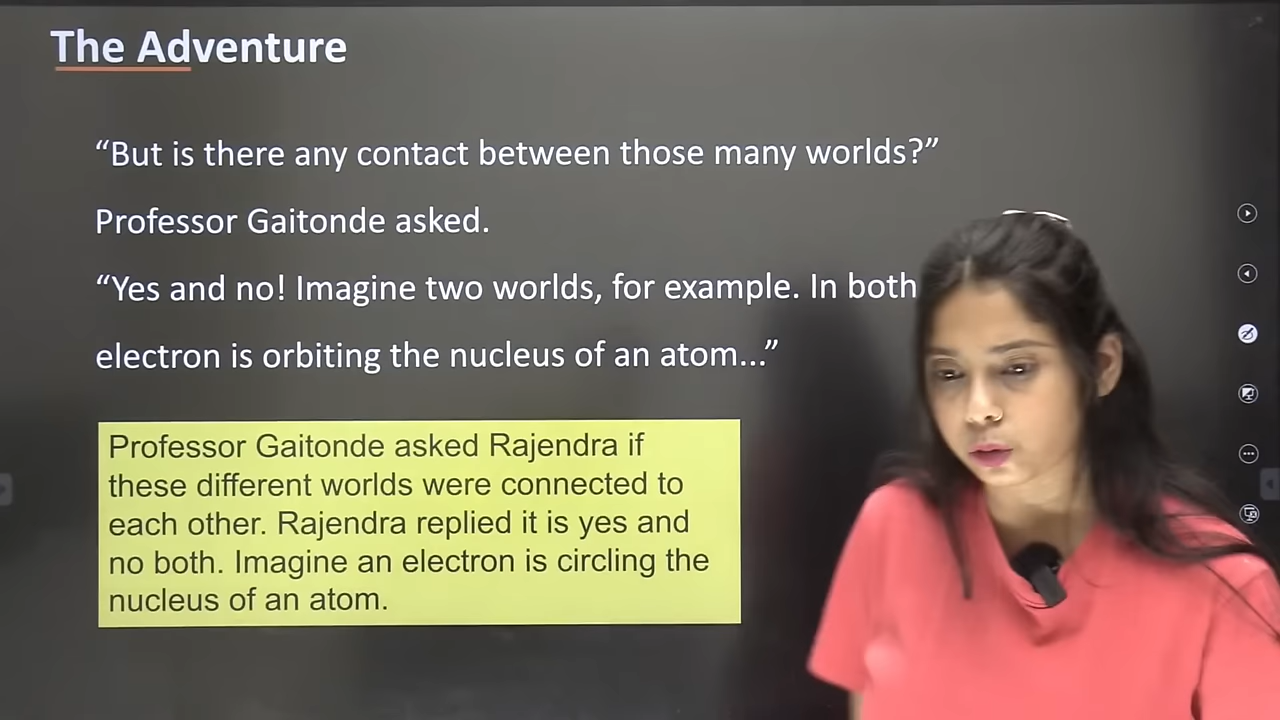 The Adventure
“But is there any contact between those many worlds?”
Professor Gaitonde asked.
“Yes and no! Imagine two worlds, for example. In both
electron is orbiting the nucleus of an atom...”
Professor Gaitonde asked Rajendra if
these different worlds were connected to
each other. Rajendra replied it is yes and
no both. Imagine an electron is circling the
nucleus of an atom.